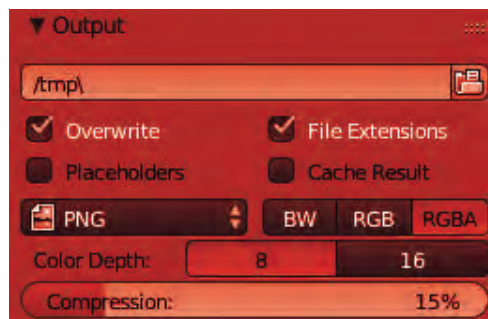 Output
/tmp\
Overwrite File Extensions
Placeholders Cache Result
PNG BW RGB RGBA
Color Depth: 8 16
Compression: 15%